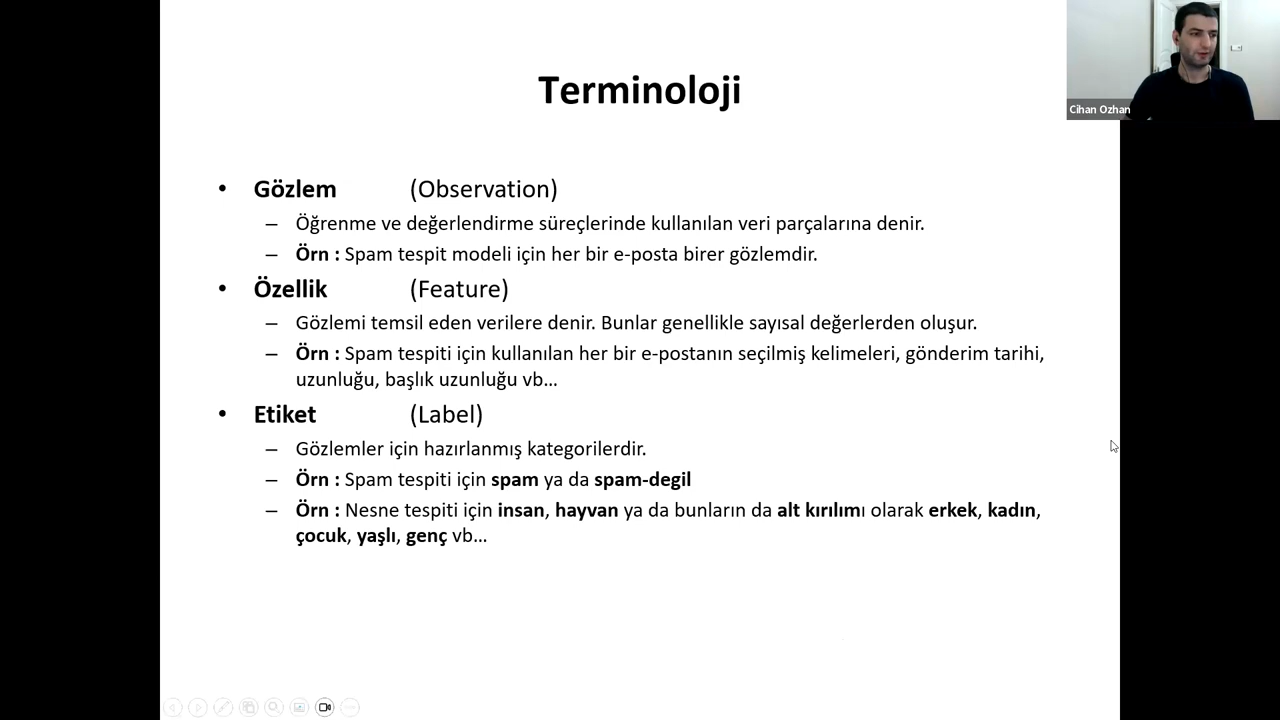 Terminoloji
Cihan Ozhan
• Gözlem (Observation)
– Öğrenme ve değerlendirme süreçlerinde kullanılan veri parçalarına denir.
– Örn : Spam tespit modeli için her bir e-posta birer gözlemdir.
• Özellik (Feature)
– Gözlemi temsil eden verilere denir. Bunlar genellikle sayısal değerlerden oluşur.
– Örn : Spam tespiti için kullanılan her bir e-postanın seçilmiş kelimeleri, gönderim tarihi,
uzunluğu, başlık uzunluğu vb…
• Etiket (Label)
– Gözlemler için hazırlanmış kategorilerdir.
– Örn : Spam tespiti için spam ya da spam-degil
– Örn : Nesne tespiti için insan, hayvan ya da bunların da alt kırılımı olarak erkek, kadın,
çocuk, yaşlı, genç vb…